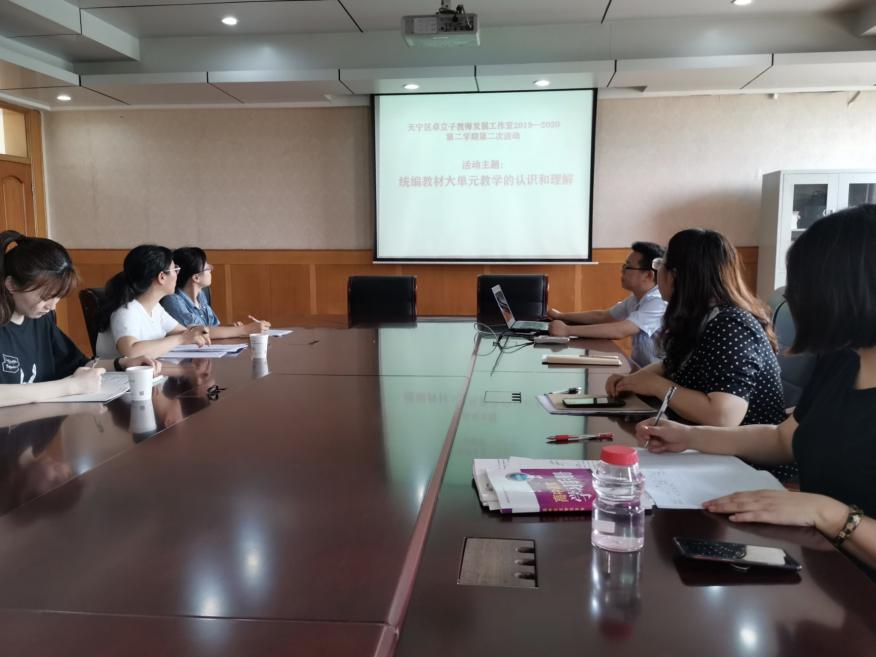 天宁区卓立子教师发展工作室2019—2020
第二学期第二次活动
活动主题：
统编教材大单元教学的认识和理解